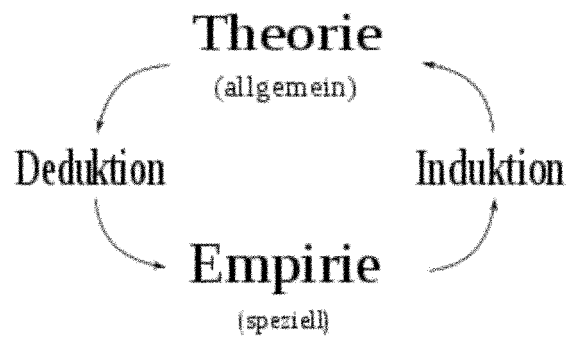 Theorie
(allgemein)
Deduktion
Induktion
Empirie
(speziell)